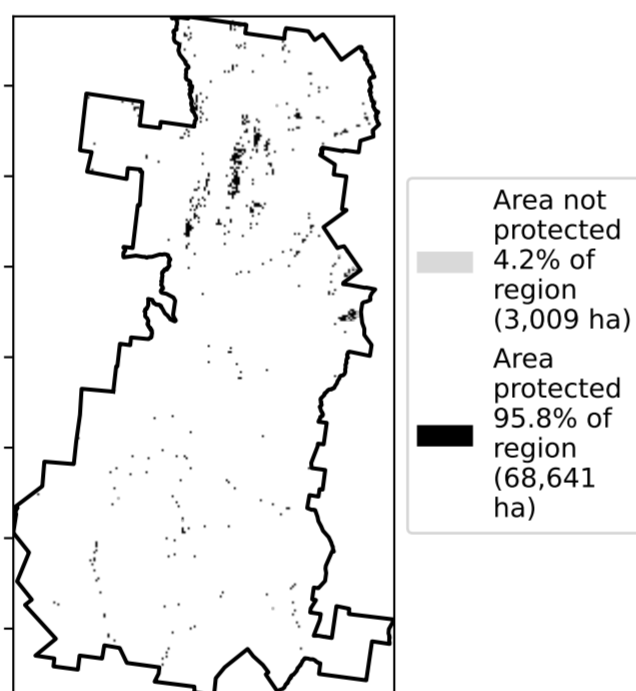 Area not
protected
4.2% of
region
(3,009 ha)
Area
protected
95.8% of
region
(68,641
ha)